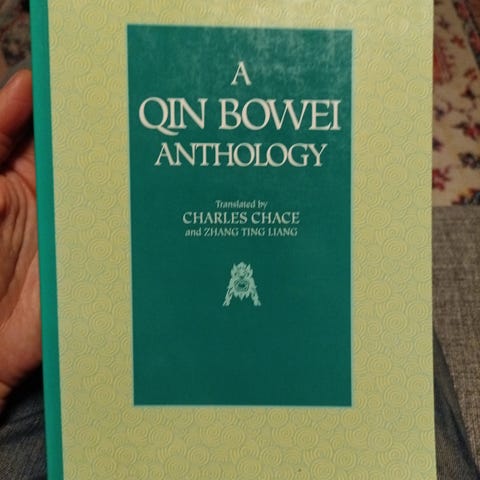 A
QIN BOWEI
ANTHOLOGY
Translated by
CHARLES CHACE
and ZHANG TING LIANG